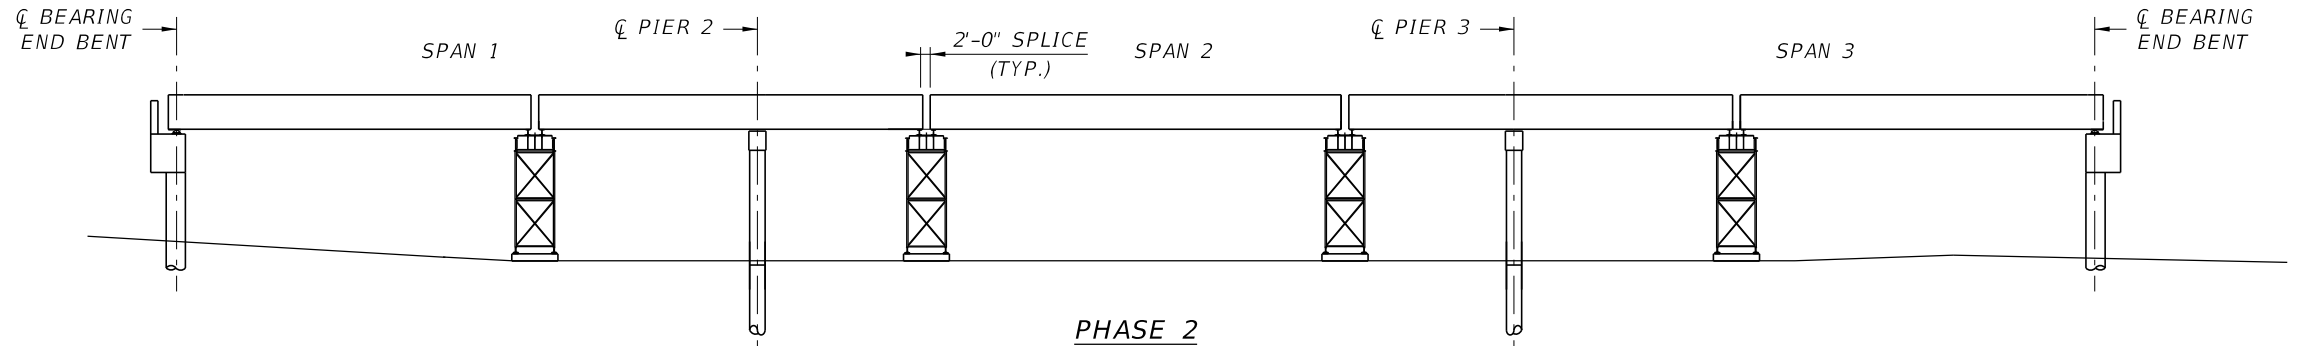 ℄ BEARING
END BENT
SPAN 1
℄ PIER 2
2'-0" SPLICE
(TYP.)
SPAN 2
℄ PIER 3
SPAN 3
℄ BEARING
END BENT
PHASE 2